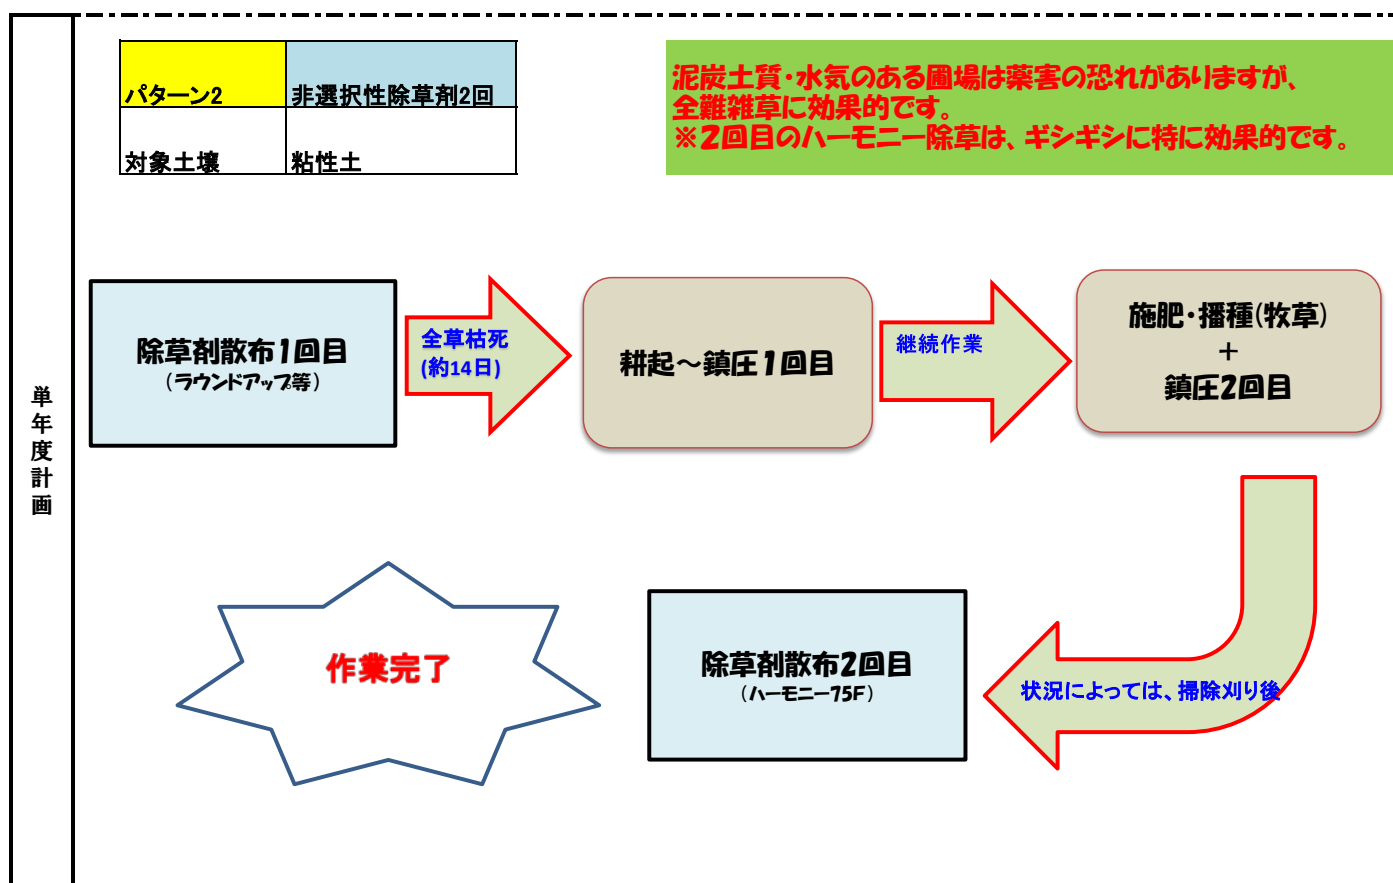 パターン2 非選択性除草剤2回
対象土壌 粘性土
泥炭土質・水気のある圃場は薬害の恐れがありますが、
全難雑草に効果的です。
※2回目のハーモニー除草は、ギシギシに特に効果的です。
単年度計画
除草剤散布1回目
(ラウンドアップ等)
全草枯死
(約14日)
耕起～鎮圧1回目
継続作業
施肥・播種(牧草)
+
鎮圧2回目
状況によっては、掃除刈り後
除草剤散布2回目
(ハーモニー75F)
作業完了